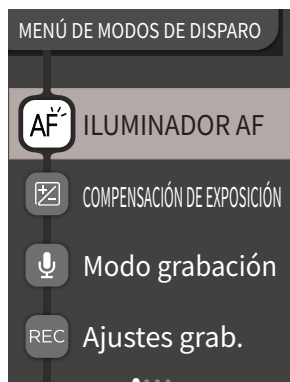 MENÚ DE MODOS DE DISPARO
AF ILUMINADOR AF
COMPENSACIÓN DE EXPOSICIÓN
Modo grabación
REC Ajustes grab.